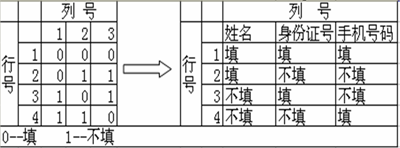 列 号 列 号
1 2 3 姓名 身份证号 手机号码
行号 行号
1 0 0 0 1 填 填 填
2 0 1 1 2 填 不填 不填
3 1 0 1 3 不填 填 不填
4 1 1 0 4 不填 不填 填
0--填 1--不填